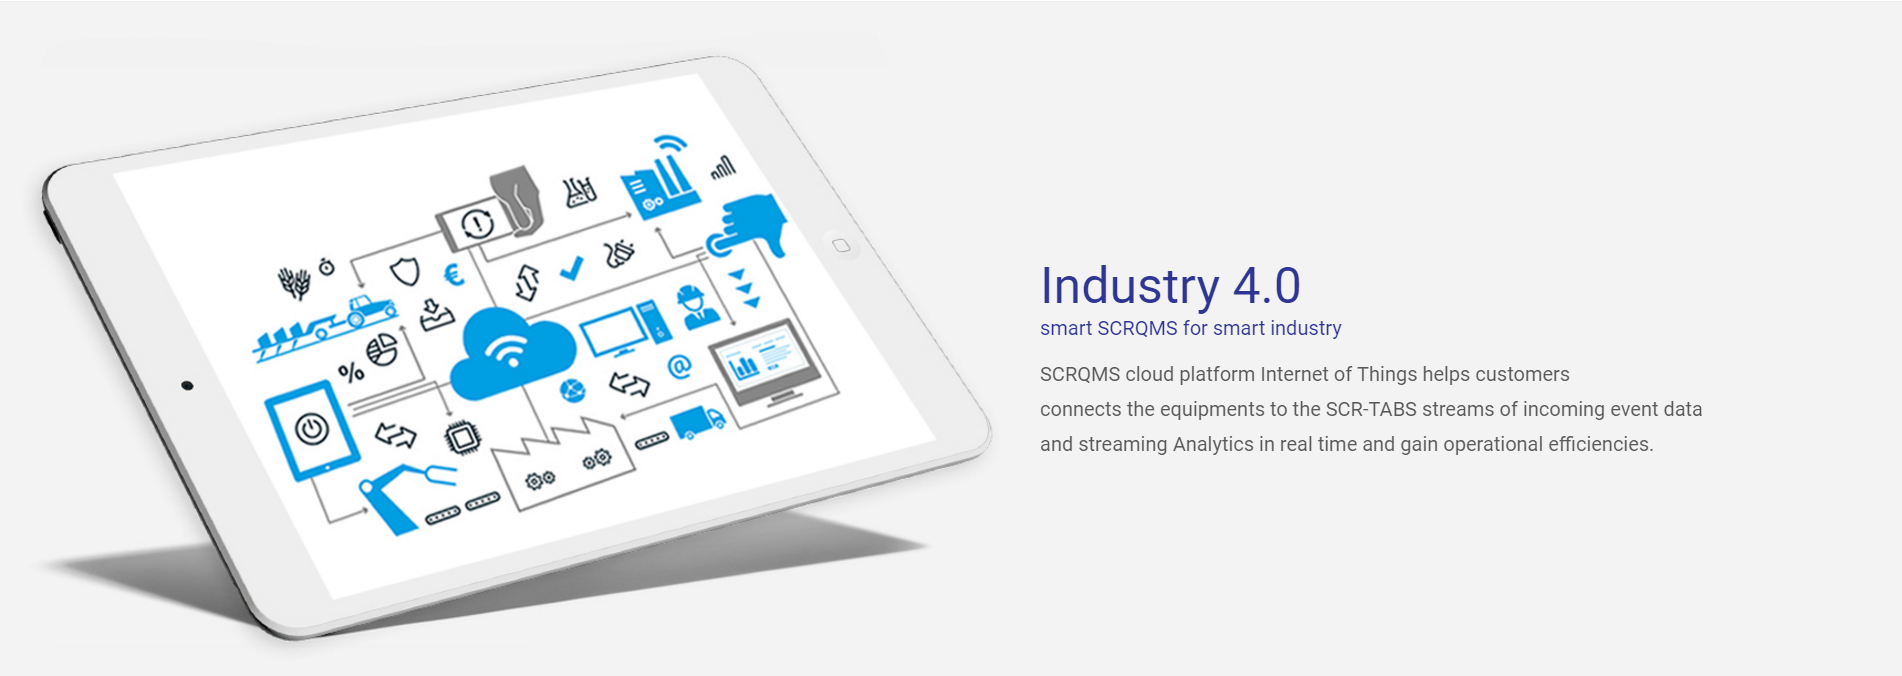 Industry 4.0
smart SCRQMS for smart industry
SCRQMS cloud platform Internet of Things helps customers
connects the equipments to the SCR-TABS streams of incoming event data
and streaming Analytics in real time and gain operational efficiencies.
€
%
@